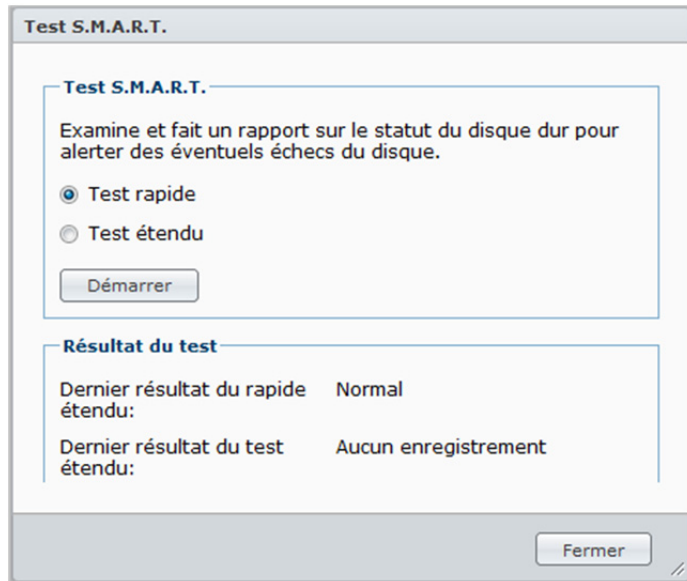 Test S.M.A.R.T.
Test S.M.A.R.T.
Examine et fait un rapport sur le statut du disque dur pour
alerter des éventuels échecs du disque.
Test rapide
Test étendu
Démarrer
Résultat du test
Dernier résultat du rapide Normal
étendu:
Dernier résultat du test Aucun enregistrement
étendu:
Fermer